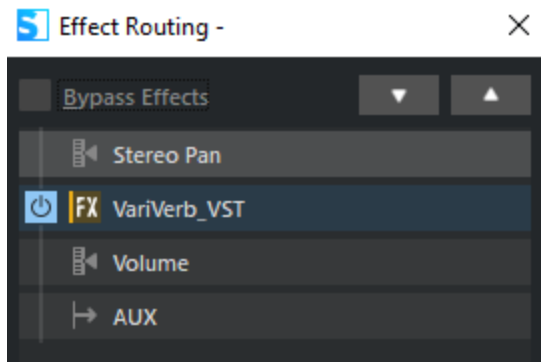 Effect Routing -
Bypass Effects
Stereo Pan
FX VariVerb_VST
Volume
AUX